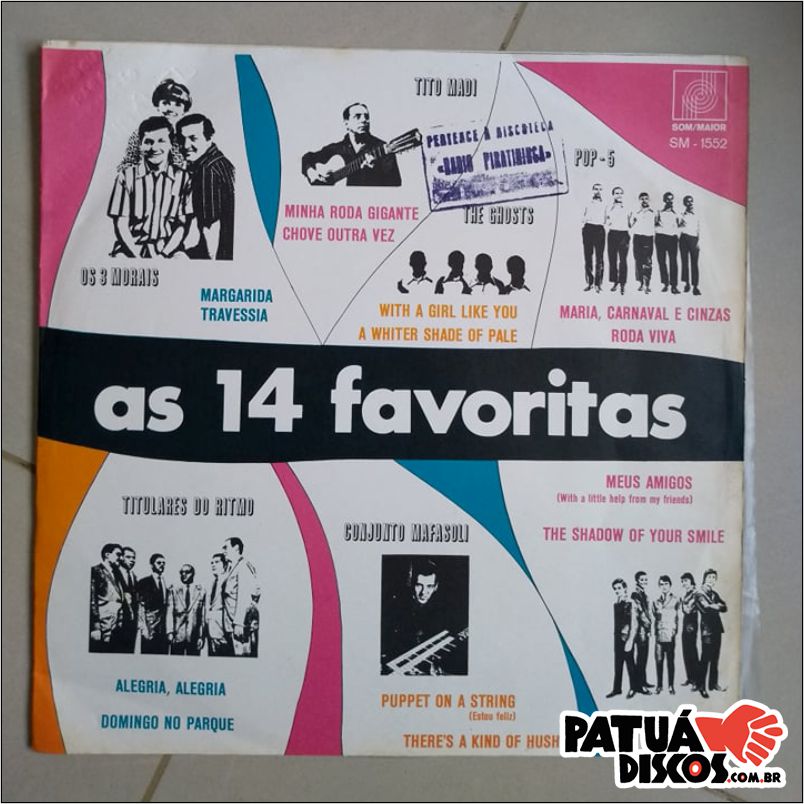 TITO MADI
SOM/MAIOR
SM - 1552
PERTENCE À DISCOTECA
«RADIO PIRATININGA»
POP-5
MINHA RODA GIGANTE
CHOVE OUTRA VEZ
THE GHOSTS
OS 3 MORAIS
MARGARIDA
TRAVESSIA
WITH A GIRL LIKE YOU
A WHITER SHADE OF PALE
MARIA, CARNAVAL E CINZAS
RODA VIVA
as 14 favoritas
TITULARES DO RITMO
CONJUNTO MAFASOLI
MEUS AMIGOS
(With a little help from my friends)
THE SHADOW OF YOUR SMILE
ALEGRIA, ALEGRIA
DOMINGO NO PARQUE
PUPPET ON A STRING
(Estou feliz)
THERE'S A KIND OF HUSH
PATUÁ
DISCOS.COM.BR